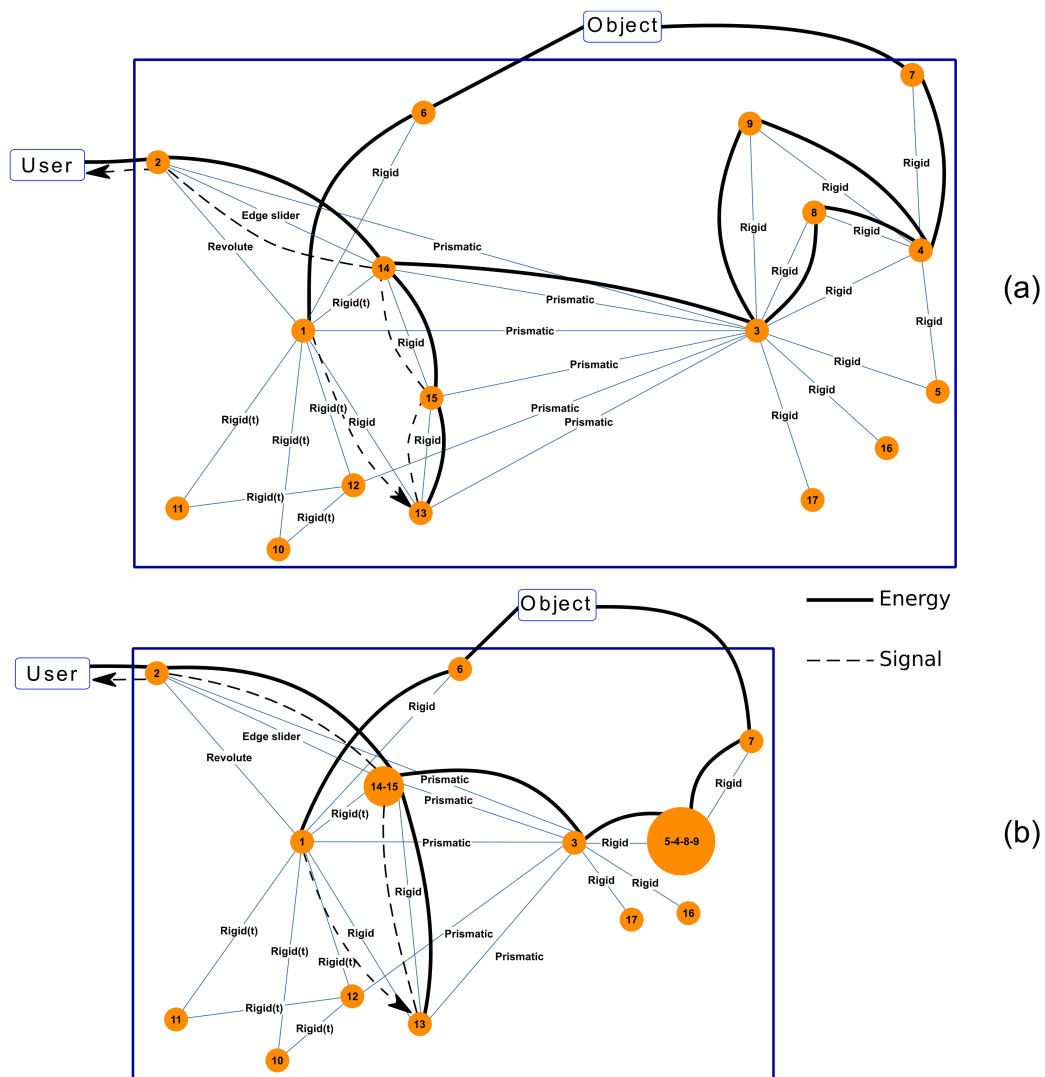 Object
7
6
9
User
2
Rigid
Rigid
Rigid
8
Edge slider
Rigid
Rigid
Revolute
Prismatic
4
14
Rigid
(a)
Rigid
Prismatic
Rigid(t)
1
Prismatic
3
Rigid
Rigid
Prismatic
Rigid
5
15
Prismatic
Rigid
Rigid(t)
Rigid(t)
Rigid
Prismatic
Rigid(t)
Rigid
Rigid
16
12
Rigid(t)
17
11
13
Rigid(t)
10
Energy
Object
Signal
User
2
6
Rigid
Edge slider
7
Revolute
Prismatic
14-15
Rigid
Prismatic
Rigid(t)
(b)
1
Prismatic
3
Rigid
5-4-8-9
Rigid
Rigid
Rigid
16
17
Rigid(t)
Rigid
Prismatic
Rigid(t)
Prismatic
Rigid(t)
12
Rigid(t)
11
13
Rigid(t)
10